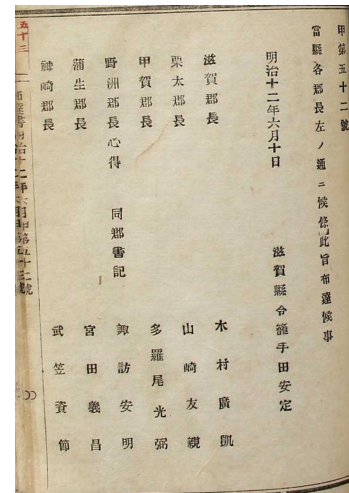 甲第五十二號
當縣各郡長左ノ通ニ候條此旨布達候事
明治十二年六月十日　滋賀縣令籠手田安定
滋賀郡長　木村廣凱
栗太郡長　山崎友親
甲賀郡長　多羅尾光弼
野洲郡長心得　同郡書記　諏訪安明
蒲生郡長　宮田義昌
神崎郡長　武笠資節
五十三